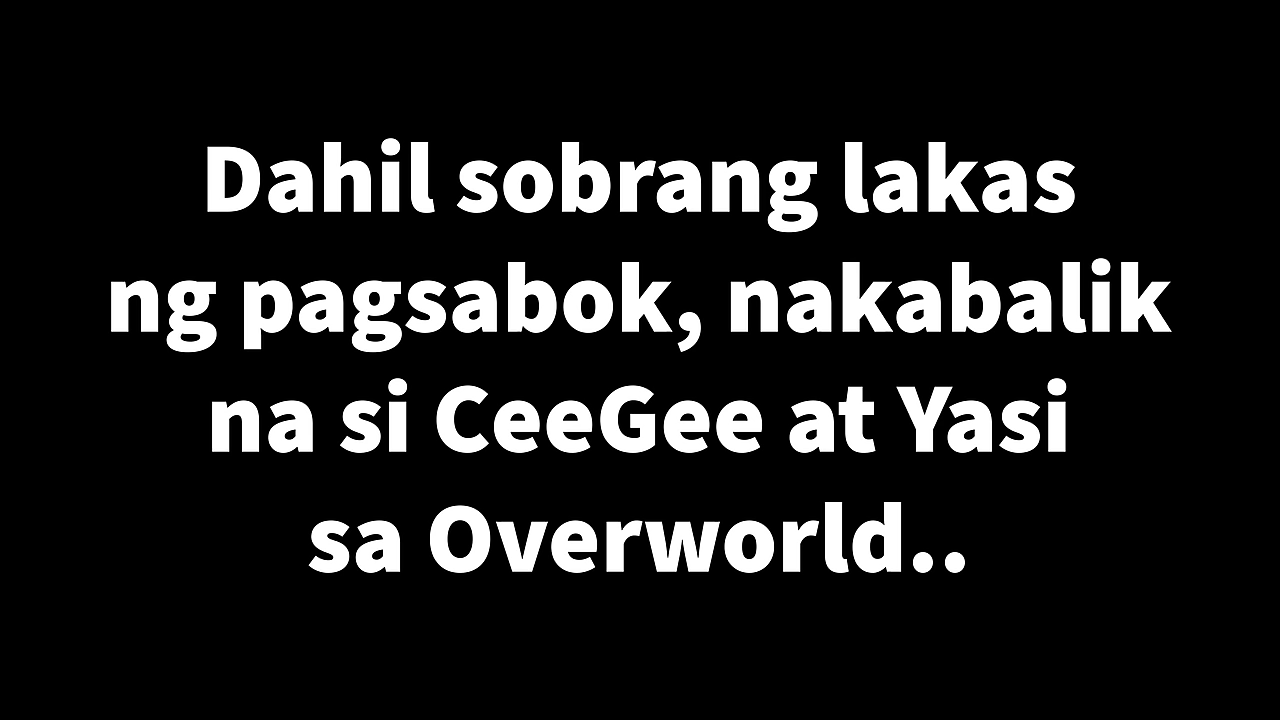 Dahil sobrang lakas
ng pagsabok, nakabalik
na si CeeGee at Yasi
sa Overworld..